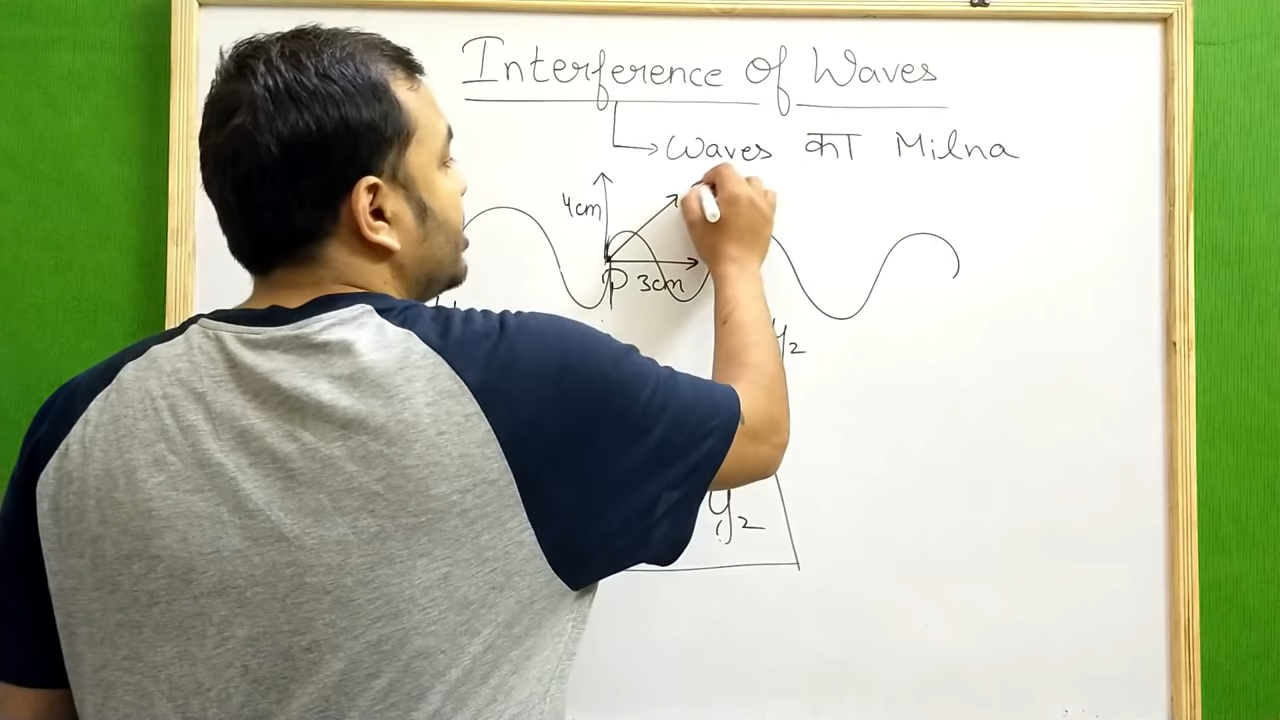 Interference Of Waves
Waves का Milna
4cm
P 3cm
y2
y2